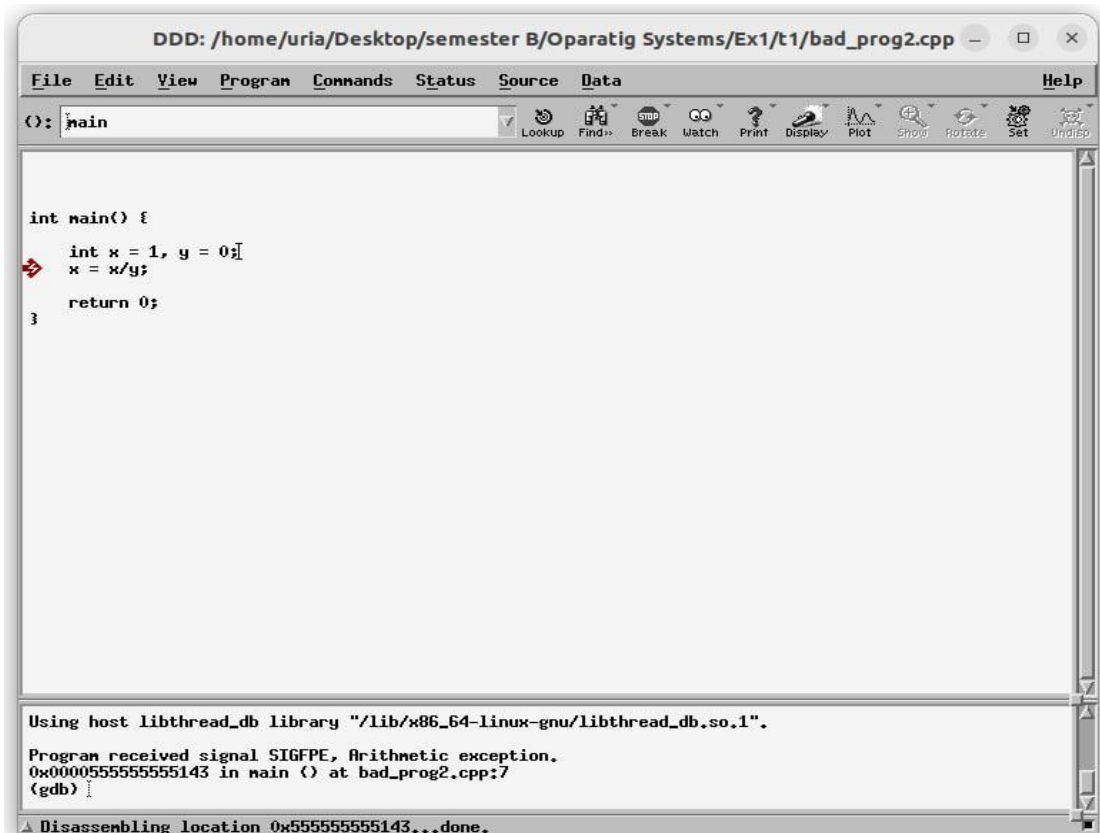 DDD: /home/uria/Desktop/semester B/Oparatig Systems/Ex1/t1/bad_prog2.cpp
File Edit View Program Commands Status Source Data Help
(): main Lookup Find» Break Watch Print Display Plot Show Rotate Set Undisp
int main() {
int x = 1, y = 0;
x = x/y;
return 0;
}
Using host libthread_db library "/lib/x86_64-linux-gnu/libthread_db.so.1".
Program received signal SIGFPE, Arithmetic exception.
0x0000555555555143 in main () at bad_prog2.cpp:7
(gdb)
Disassembling location 0x555555555143...done.